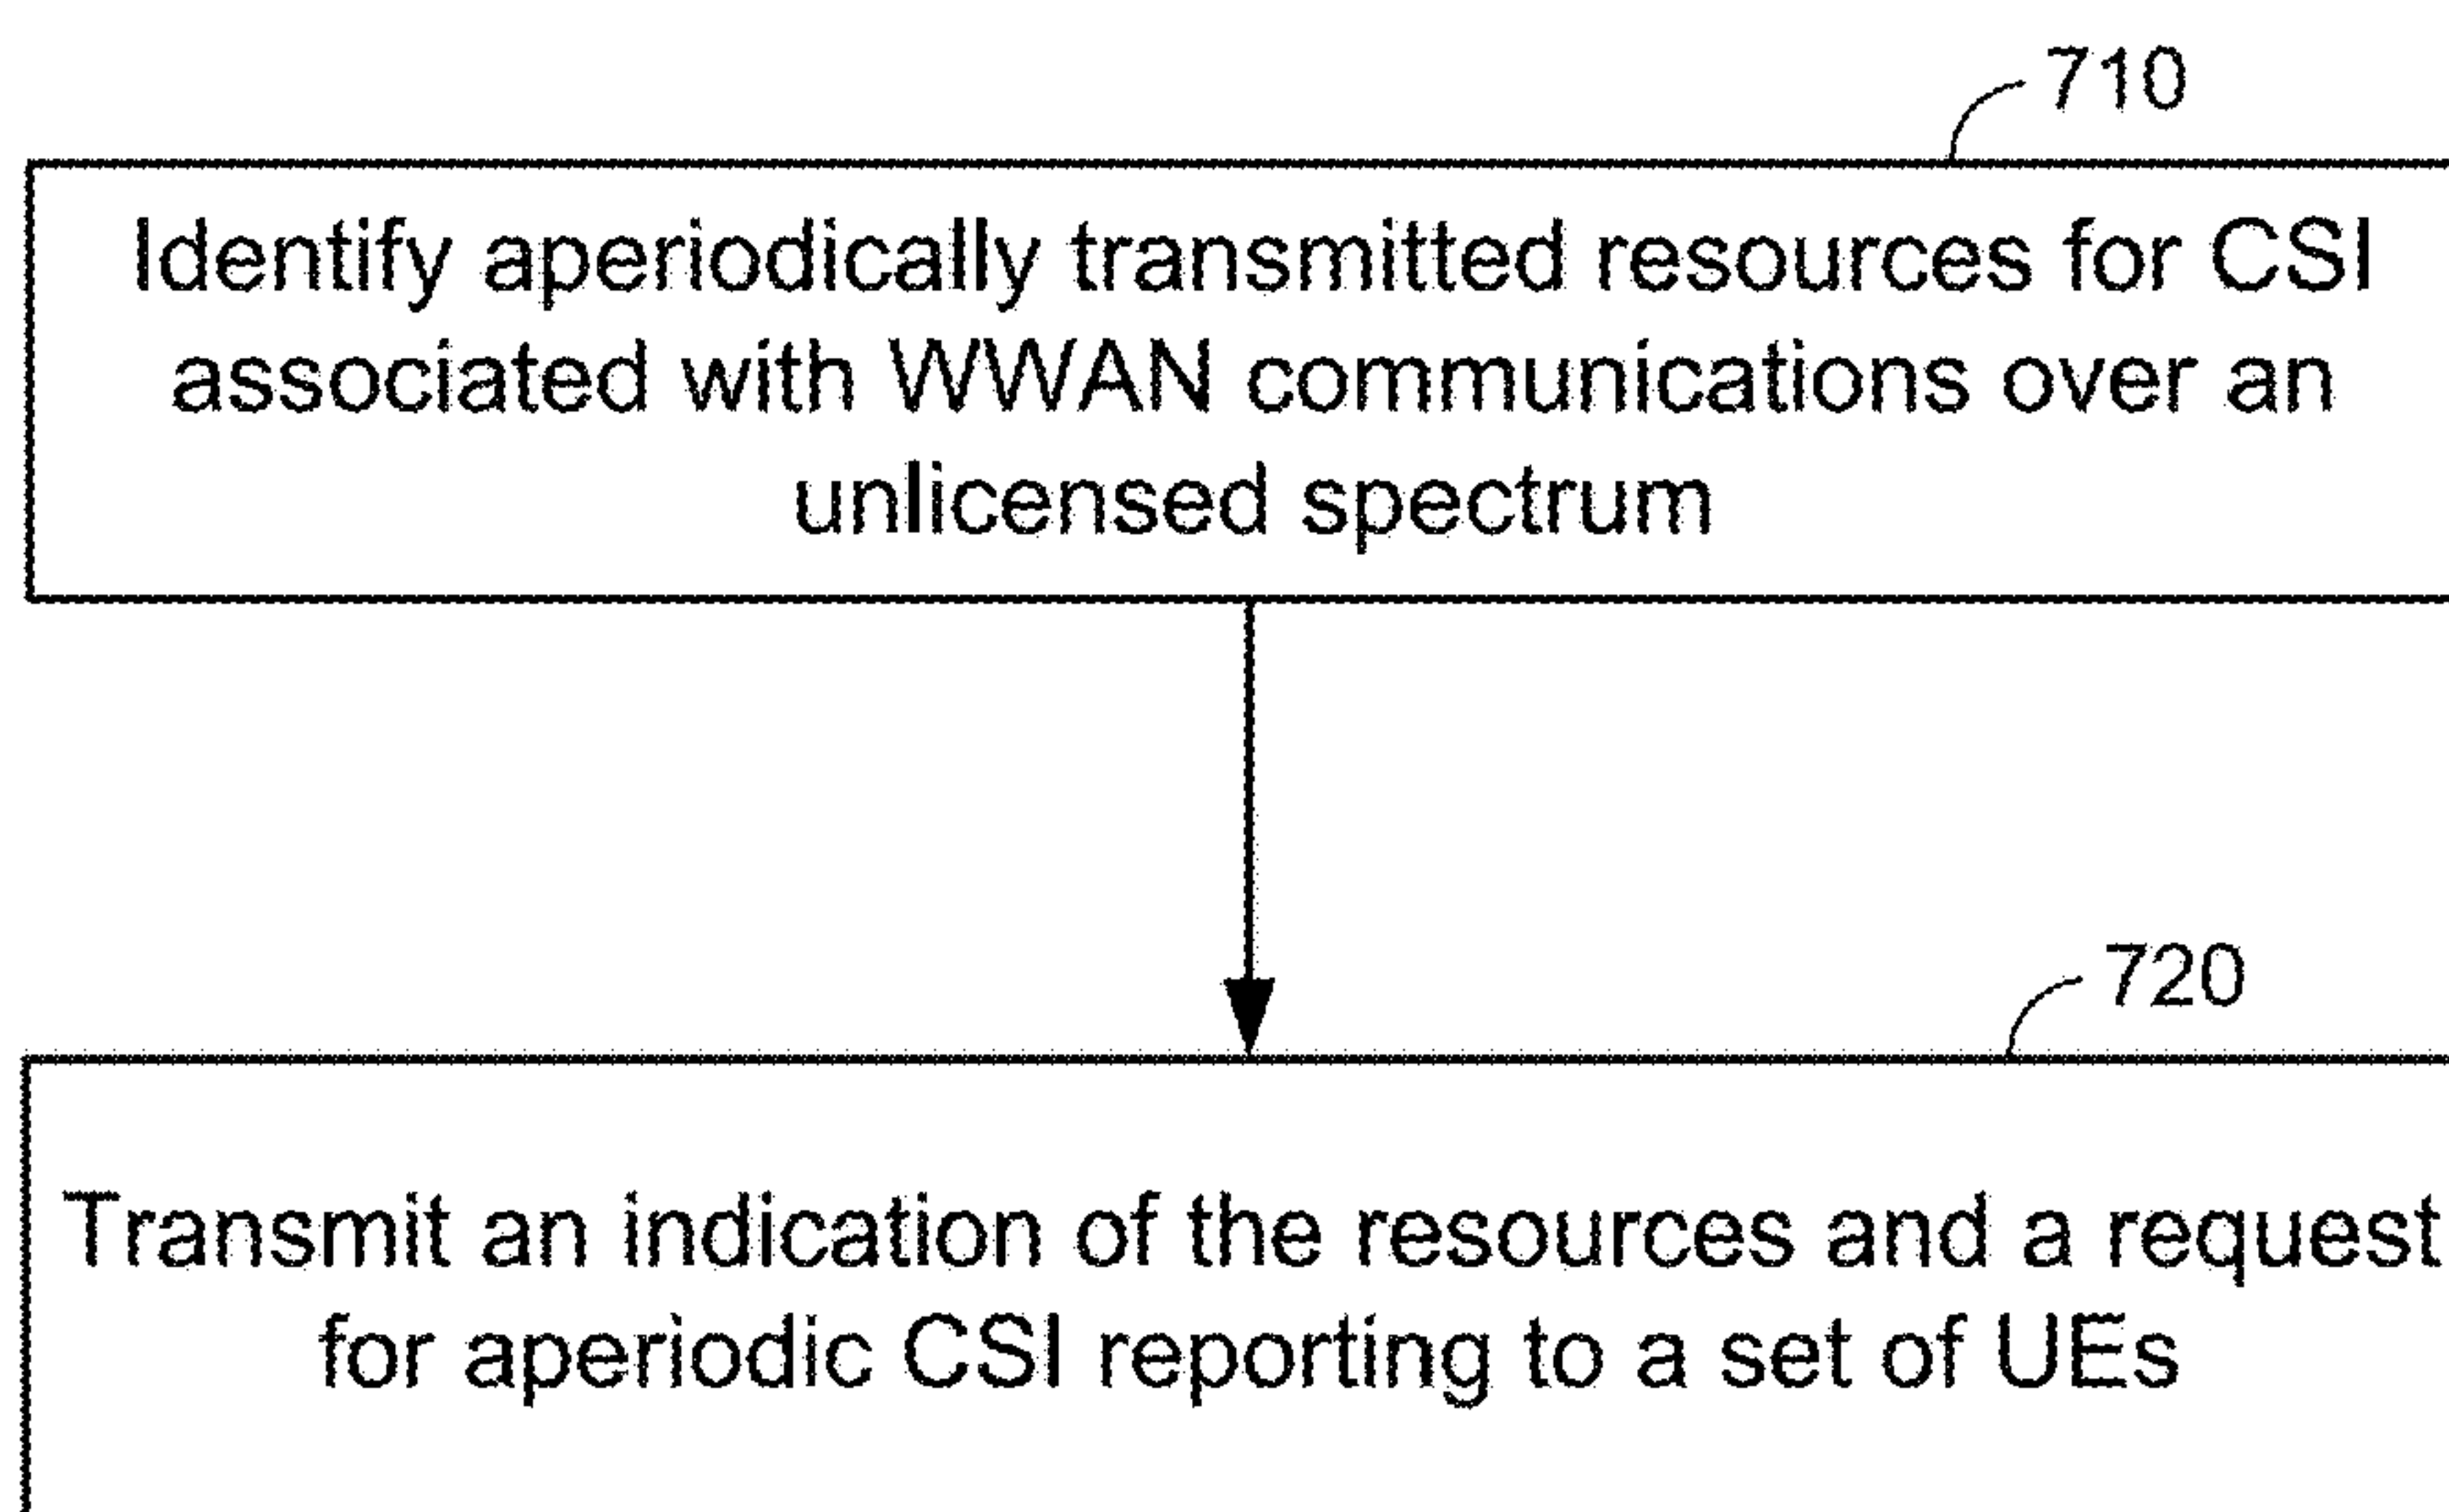 710
Identify aperiodically transmitted resources for CSI
associated with WWAN communications over an
unlicensed spectrum
720
Transmit an indication of the resources and a request
for aperiodic CSI reporting to a set of UEs